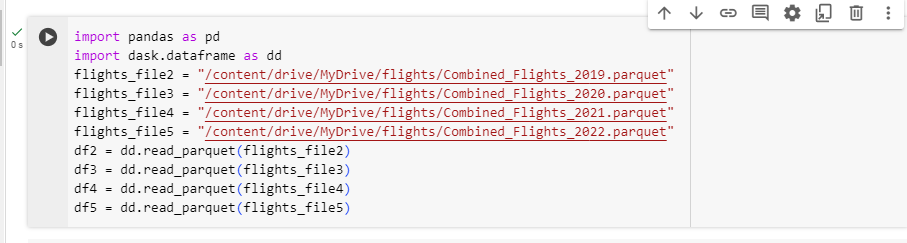 0 s
import pandas as pd
import dask.dataframe as dd
flights_file2 = "/content/drive/MyDrive/flights/Combined_Flights_2019.parquet"
flights_file3 = "/content/drive/MyDrive/flights/Combined_Flights_2020.parquet"
flights_file4 = "/content/drive/MyDrive/flights/Combined_Flights_2021.parquet"
flights_file5 = "/content/drive/MyDrive/flights/Combined_Flights_2022.parquet"
df2 = dd.read_parquet(flights_file2)
df3 = dd.read_parquet(flights_file3)
df4 = dd.read_parquet(flights_file4)
df5 = dd.read_parquet(flights_file5)